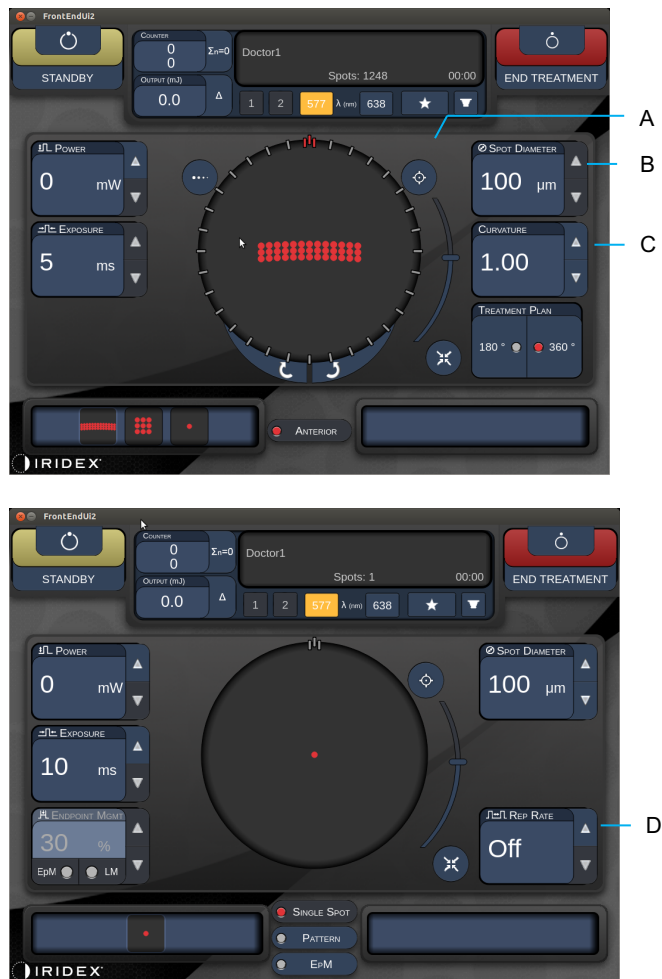 FrontEndUi2
STANDBY
COUNTER
0
0
Σn=0
OUTPUT (mJ)
0.0
Δ
Doctor1
Spots: 1248 00:00
1 2 577 λ (nm) 638 ★
END TREATMENT
A
POWER
0 mW
EXPOSURE
5 ms
SPOT DIAMETER
100 μm
B
CURVATURE
1.00
C
TREATMENT PLAN
180 ° 360 °
ANTERIOR
IRIDEX
FrontEndUi2
STANDBY
COUNTER
0
0
Σn=0
OUTPUT (mJ)
0.0
Δ
Doctor1
Spots: 1 00:00
1 2 577 λ (nm) 638 ★
END TREATMENT
POWER
0 mW
EXPOSURE
10 ms
ENDPOINT MGMT
30 %
EpM LM
SPOT DIAMETER
100 μm
REP RATE
Off
D
SINGLE SPOT
PATTERN
EPM
IRIDEX